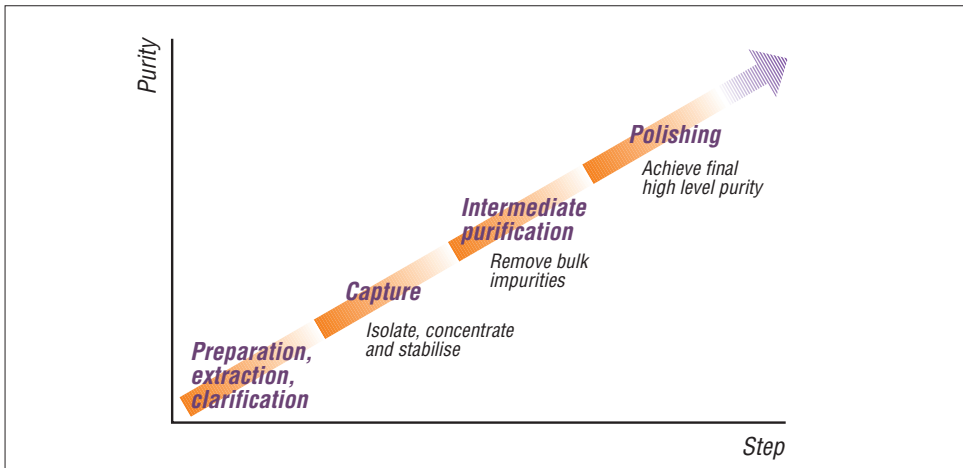 Purity
Polishing
Achieve final
high level purity
Intermediate
purification
Remove bulk
impurities
Capture
Isolate, concentrate
and stabilise
Preparation,
extraction,
clarification
Step